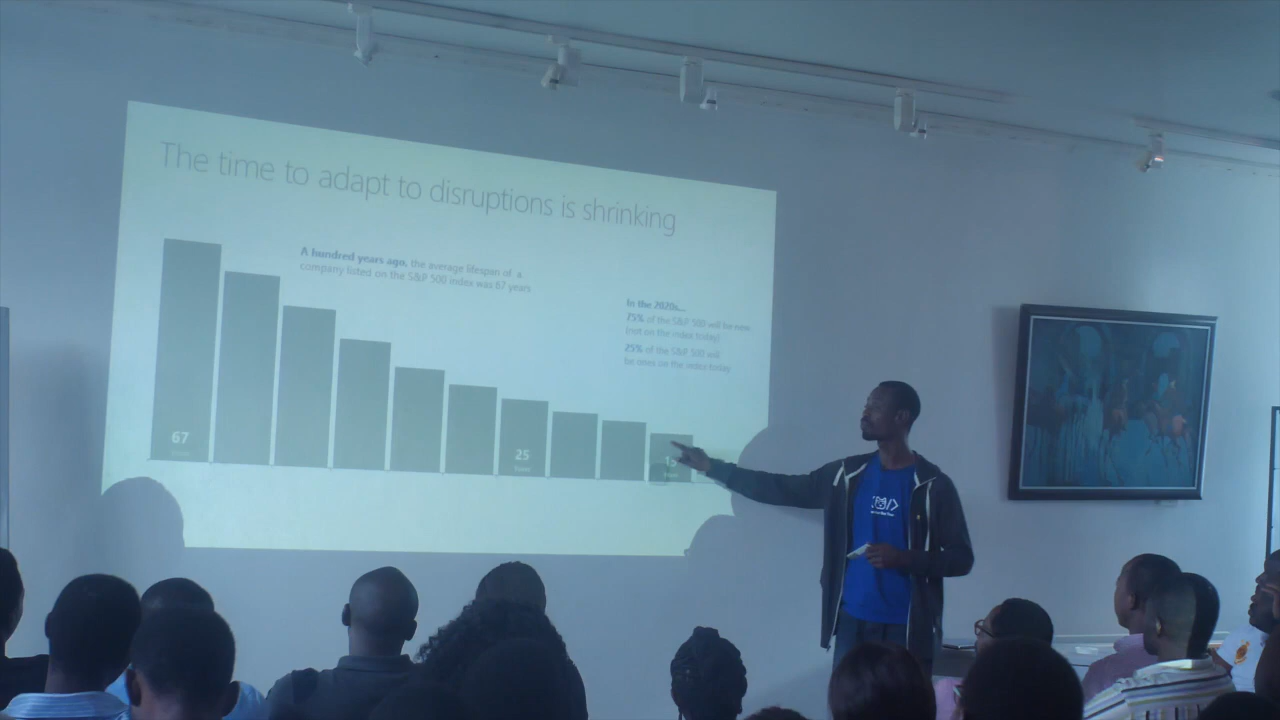 The time to adapt to disruptions is shrinking
A hundred years ago, the average lifespan of a
company listed on the S&P 500 index was 67 years
In the 2020s...
75% of the S&P 500 will be new
(not on the index today)
25% of the S&P 500 will
be ones on the index today
67
25